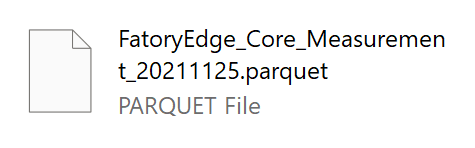 FatoryEdge_Core_Measuremen
t_20211125.parquet
PARQUET File